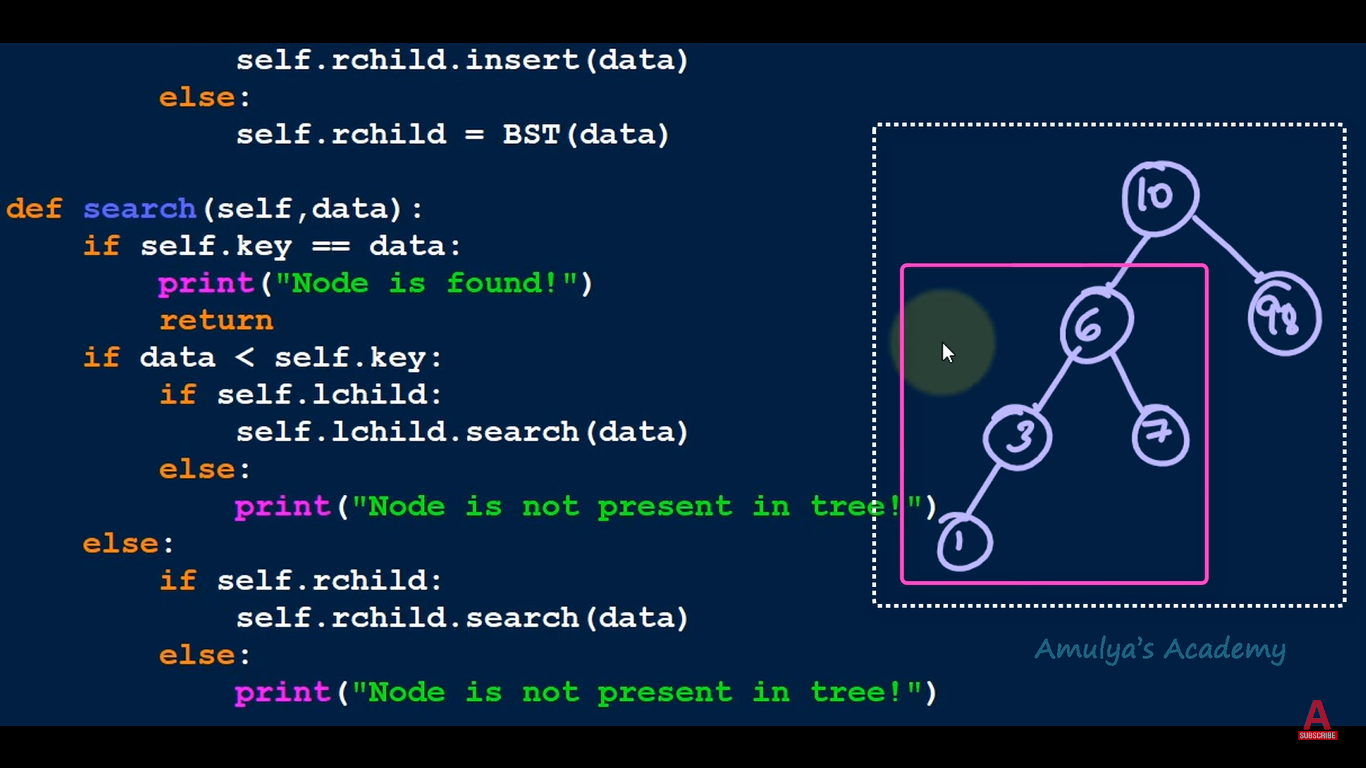 self.rchild.insert(data)
        else:
            self.rchild = BST(data)
def search(self,data):
    if self.key == data:
        print("Node is found!")
        return
    if data < self.key:
        if self.lchild:
            self.lchild.search(data)
        else:
            print("Node is not present in tree!")
    else:
        if self.rchild:
            self.rchild.search(data)
        else:
            print("Node is not present in tree!")
10
6
98
3
7
1
Amulya's Academy
A
SUBSCRIBE